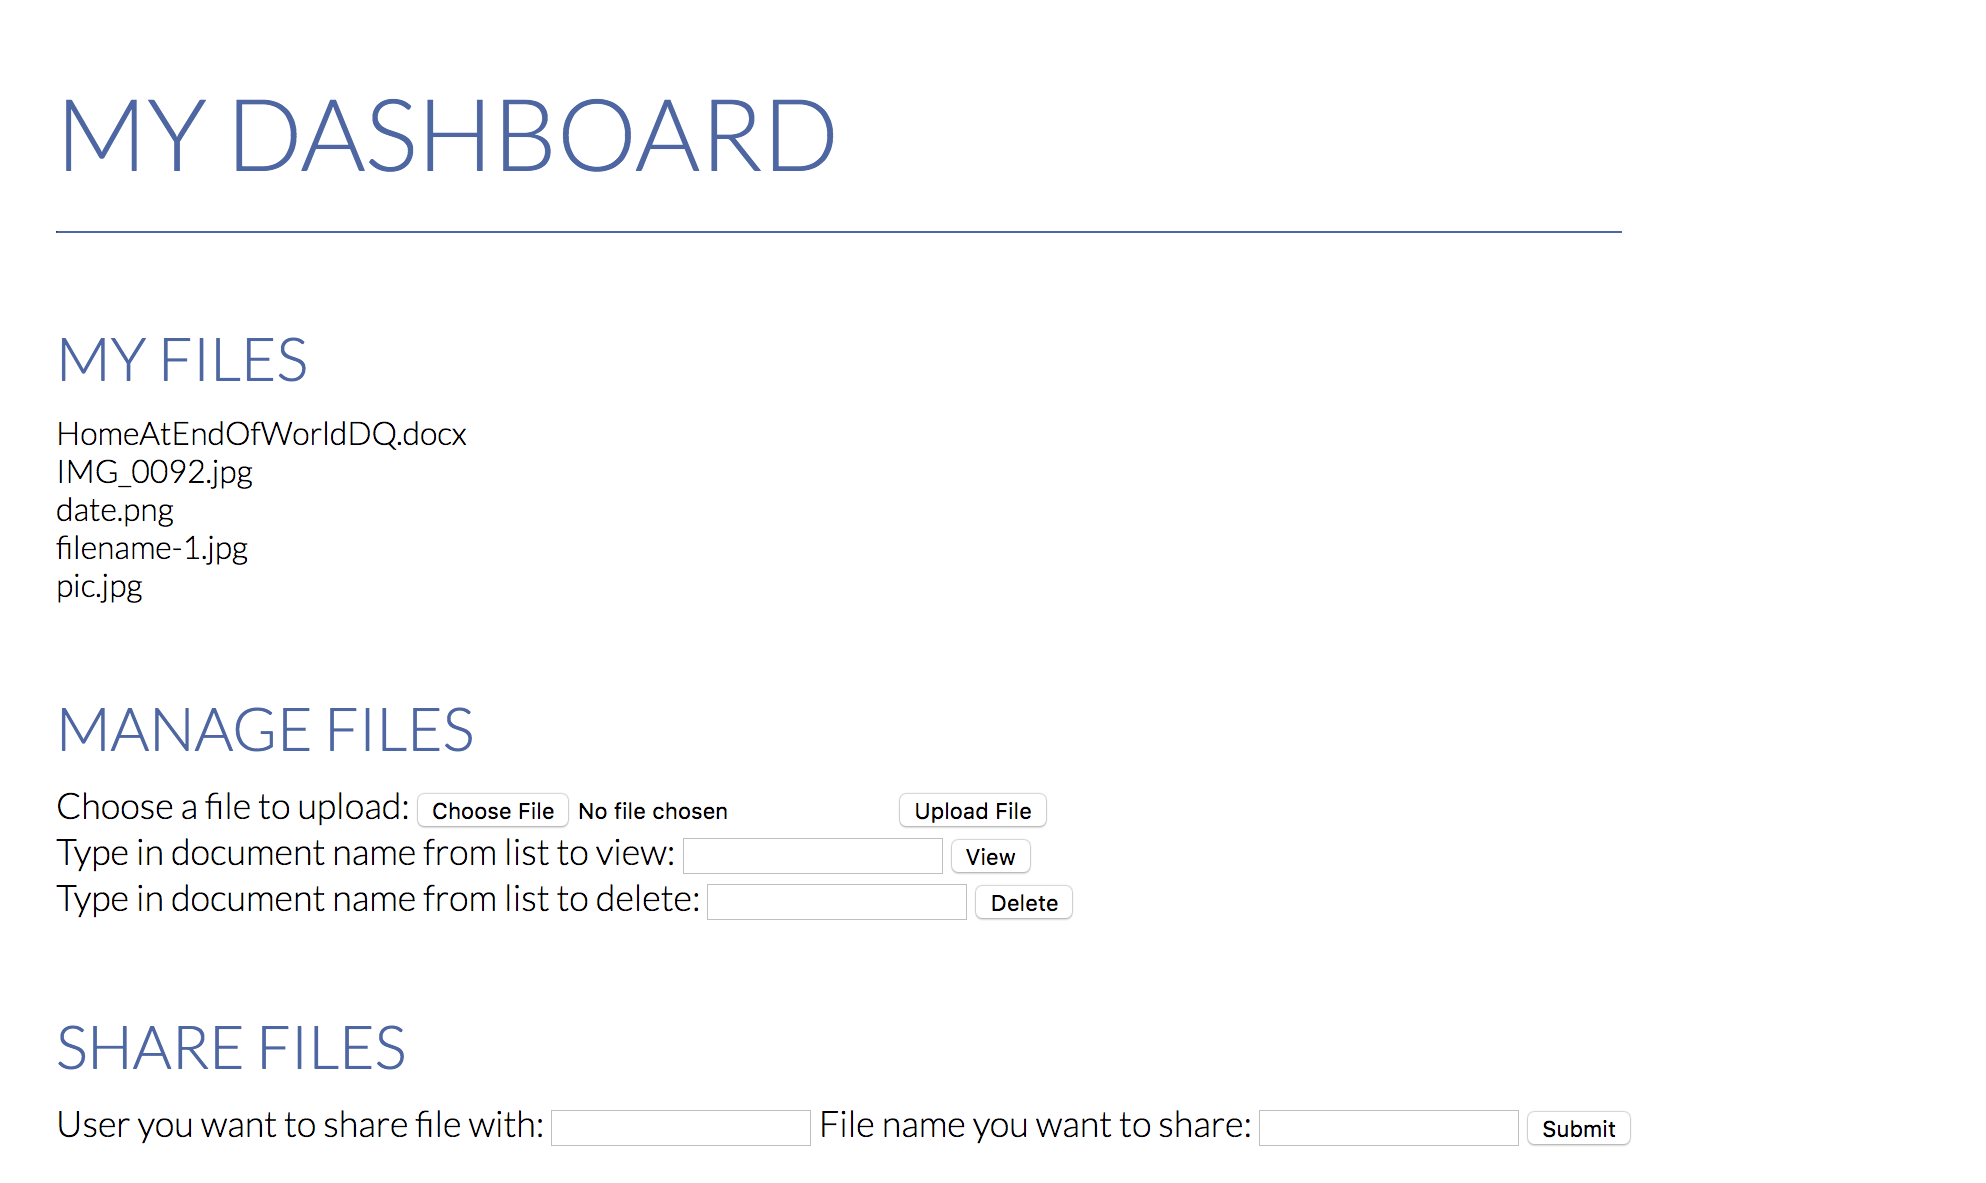 MY DASHBOARD
MY FILES
HomeAtEndOfWorldDQ.docx
IMG_0092.jpg
date.png
filename-1.jpg
pic.jpg
MANAGE FILES
Choose a file to upload: Choose File No file chosen Upload File
Type in document name from list to view: View
Type in document name from list to delete: Delete
SHARE FILES
User you want to share file with: File name you want to share: Submit